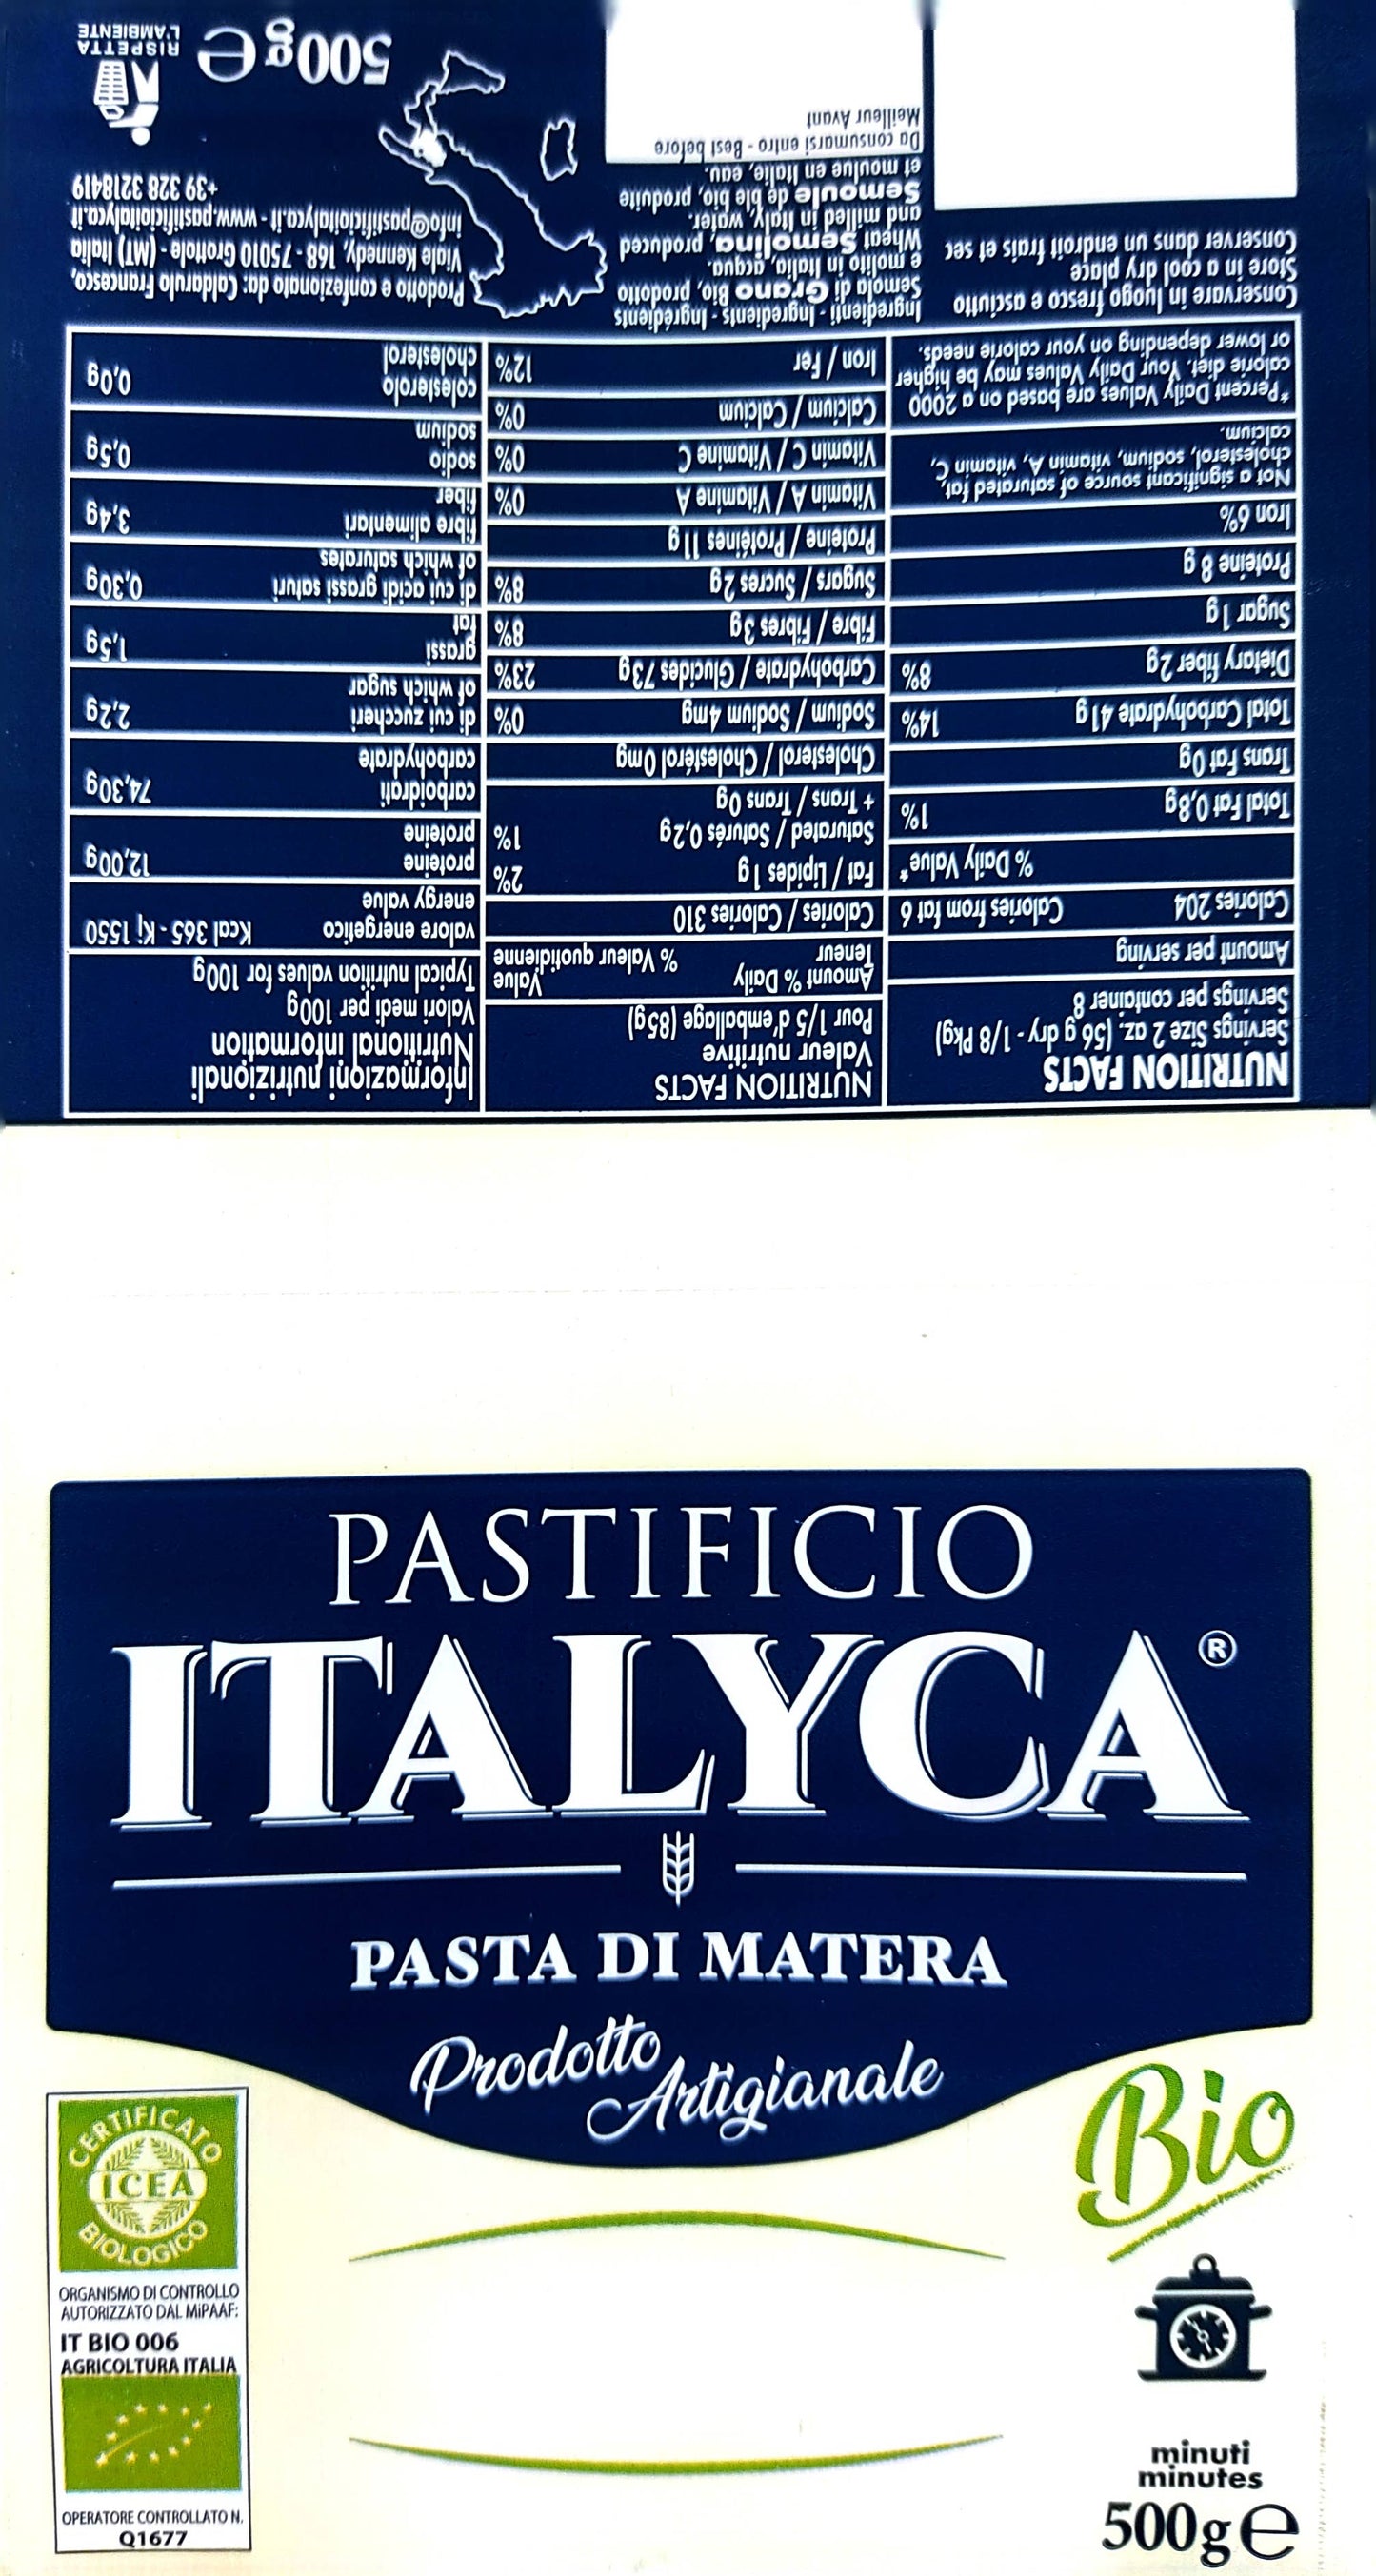 NUTRITION FACTS
Servings Size 2 az. (56 g dry - 1/8 Pkg)
Servings per container 8
Amount per serving
Calories 204 Calories from fat 6
% Daily Value*
Total Fat 0,8g 1%
Trans Fat 0g
Total Carbohydrate 41g 14%
Dietary fiber 2g 8%
Sugar 1g
Proteine 8 g
Iron 6%
Not a significant source of saturated fat,
cholesterol, sodium, vitamin A, vitamin C,
calcium.
*Percent Daily Values are based on a 2000
calorie diet. Your Daily Values may be higher
or lower depending on your calorie needs.
NUTRITION FACTS
Valeur nutritive
Pour 1/5 d'emballage (85g)
Amount % Daily Value
Teneur % Valeur quotidienne
Calories / Calories 310
Fat / Lipides 1g 2%
Saturated / Saturés 0,2g 1%
+ Trans / Trans 0g
Cholesterol / Cholestérol 0mg
Sodium / Sodium 4mg 0%
Carbohydrate / Glucides 73g 23%
Fibre / Fibres 3g 8%
Sugars / Sucres 2g 8%
Proteine / Protéines 11g
Vitamin A / Vitamine A 0%
Vitamin C / Vitamine C 0%
Calcium / Calcium 0%
Iron / Fer 12%
Informazioni nutrizionali
Nutritional information
Valori medi per 100g
Typical nutrition values for 100g
valore energetico Kcal 365 - Kj 1550
energy value
proteine 12,00g
proteine
carboidrati 74,30g
carbohydrate
di cui zuccheri 2,2g
of which sugar
grassi 1,5g
fat
di cui acidi grassi saturi 0,30g
of which saturates
fibre alimentari 3,4g
fiber
sodio 0,5g
sodium
colesterolo 0,0g
cholesterol
Conservare in luogo fresco e asciutto
Store in a cool dry place
Conserver dans un endroit frais et sec
Ingredienti - Ingredients - Ingrédients
Semola di Grano Bio, prodotto
e molito in Italia, acqua.
Wheat Semolina, produced
and milled in Italy, water.
Semoule de blé bio, produite
et moulue en Italie, eau.
Da consumarsi entro - Best before
Meilleur Avant
Prodotto e confezionato da: Caldarulo Francesco,
Viale Kennedy, 168 - 75010 Grottole - (MT) Italia
info@pastificioitalyca.it - www.pastificioitalyca.it
+39 328 3218419
500g e
RISPETTA
L'AMBIENTE
PASTIFICIO
ITALYCA®
PASTA DI MATERA
Prodotto
Artigianale
Bio
CERTIFICATO
ICEA
BIOLOGICO
ORGANISMO DI CONTROLLO
AUTORIZZATO DAL MiPAAF:
IT BIO 006
AGRICOLTURA ITALIA
OPERATORE CONTROLLATO N.
Q1677
minuti
minutes
500g e